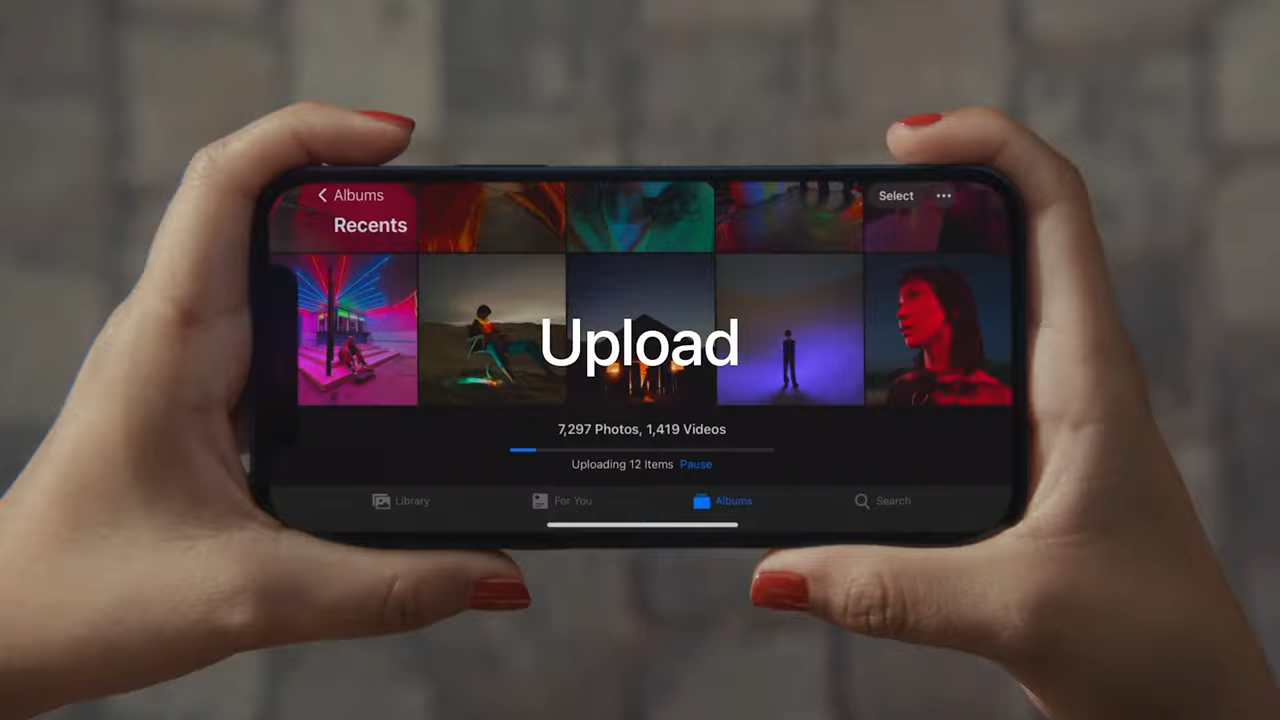 Albums
Select
Recents
Upload
7,297 Photos, 1,419 Videos
Uploading 12 Items Pause
Library
For You
Albums
Search